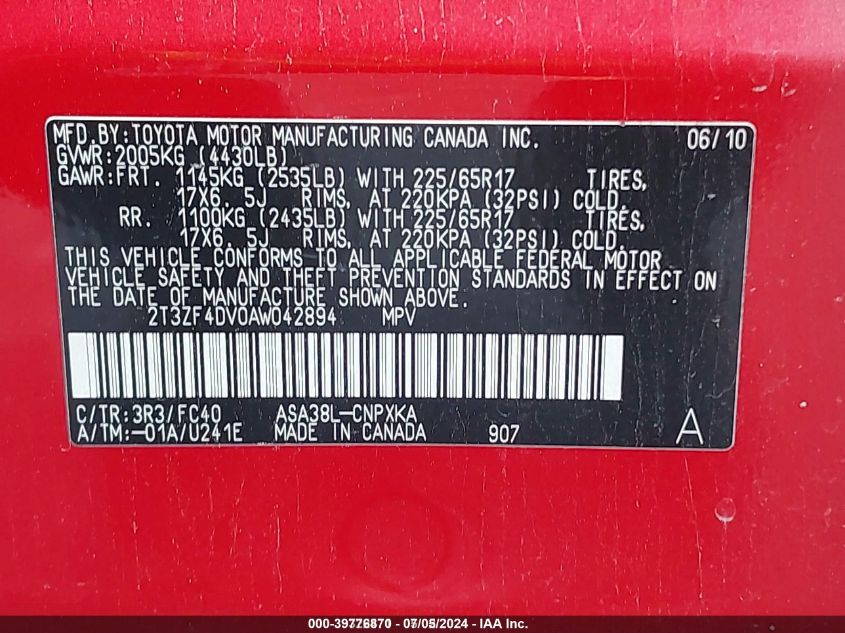 MFD.BY:TOYOTA MOTOR MANUFACTURING CANADA INC. 06/10
GVWR:2005KG (4430LB)
GAWR:FRT. 1145KG (2535LB) WITH 225/65R17 TIRES,
17X6.5J RIMS, AT 220KPA (32PSI) COLD.
RR. 1100KG (2435LB) WITH 225/65R17 TIRES,
17X6.5J RIMS, AT 220KPA (32PSI) COLD.
THIS VEHICLE CONFORMS TO ALL APPLICABLE FEDERAL MOTOR
VEHICLE SAFETY AND THEFT PREVENTION STANDARDS IN EFFECT ON
THE DATE OF MANUFACTURE SHOWN ABOVE.
2T3ZF4DV0AW042894 MPV
C/TR:3R3/FC40 ASA38L-CNPXKA
A/TM:-01A/U241E MADE IN CANADA 907 A
000-39776870 - 07/05/2024 - IAA Inc.